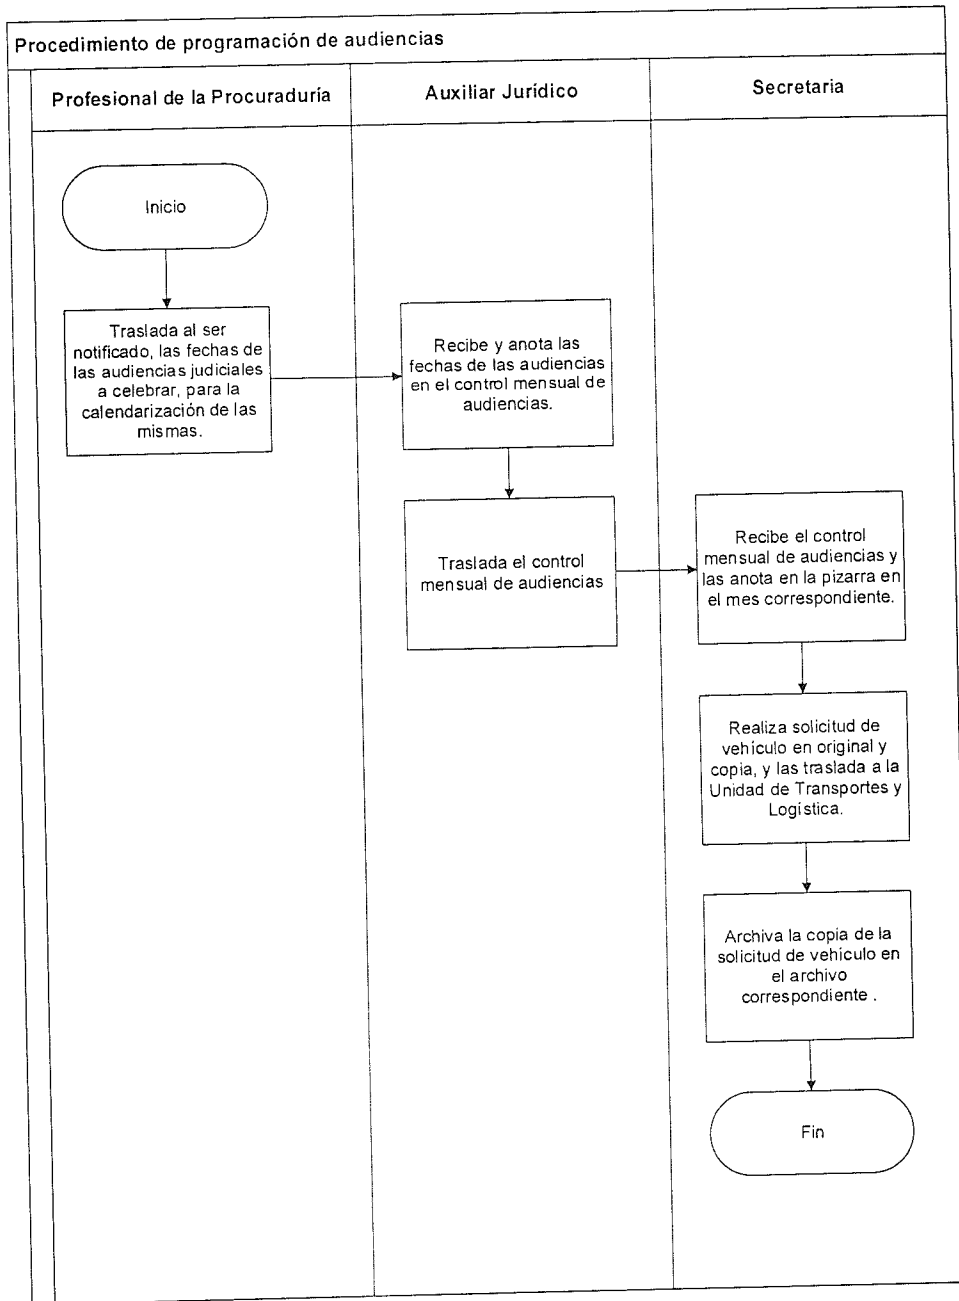 Procedimiento de programación de audiencias
Profesional de la Procuraduría
Auxiliar Jurídico
Secretaria
Inicio
Traslada al ser
notificado, las fechas de
las audiencias judiciales
a celebrar, para la
calendarización de las
mismas.
Recibe y anota las
fechas de las audiencias
en el control mensual de
audiencias.
Traslada el control
mensual de audiencias
Recibe el control
mensual de audiencias y
las anota en la pizarra en
el mes correspondiente.
Realiza solicitud de
vehículo en original y
copia, y las traslada a la
Unidad de Transportes y
Logística.
Archiva la copia de la
solicitud de vehículo en
el archivo
correspondiente .
Fin